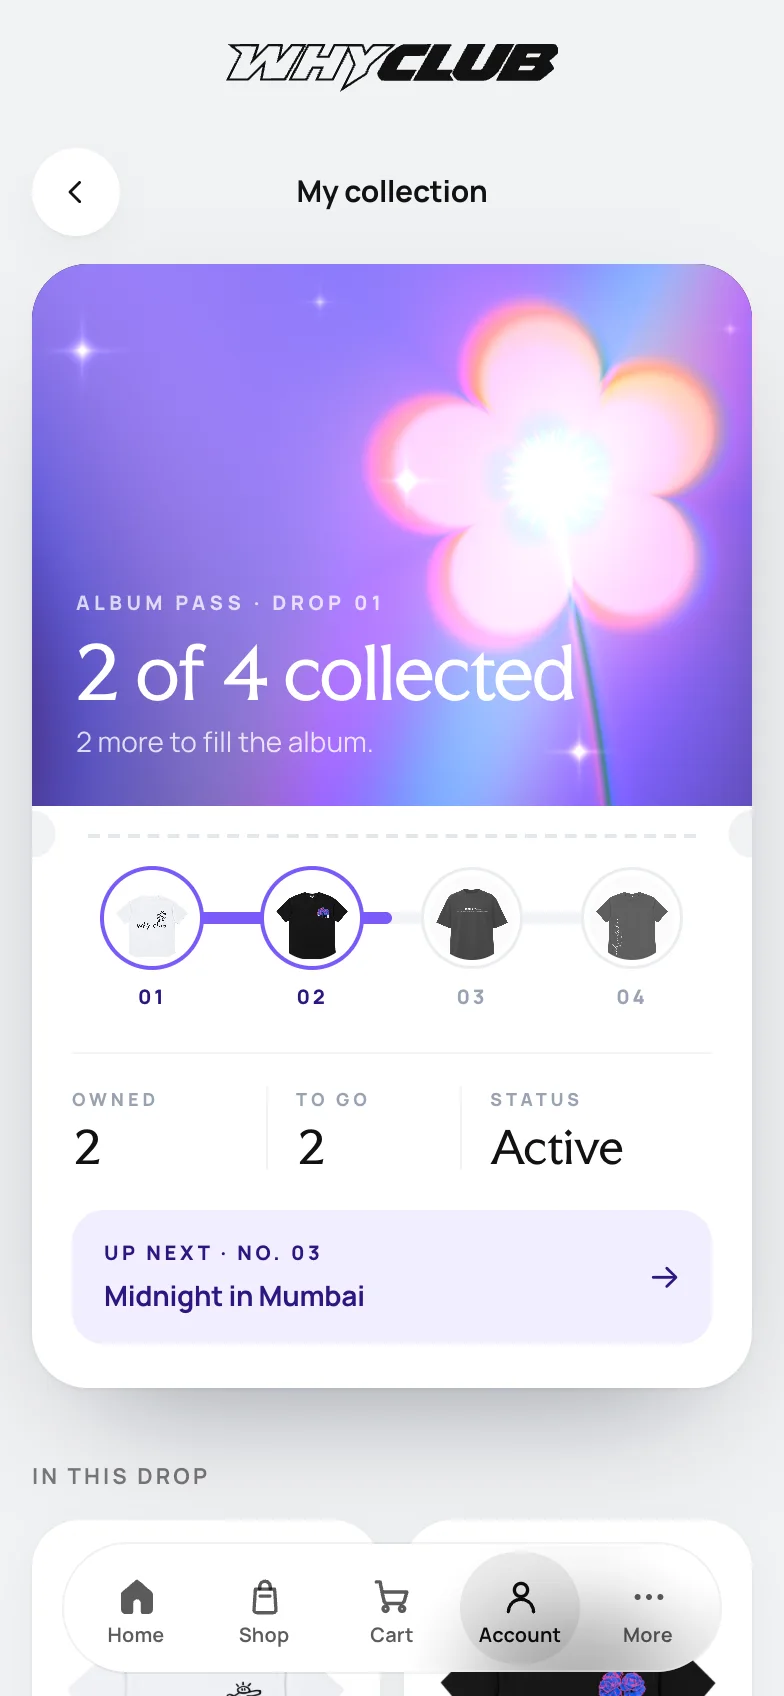 WHYCLUB
My collection
ALBUM PASS · DROP 01
2 of 4 collected
2 more to fill the album.
01
02
03
04
OWNED
TO GO
STATUS
2
2
Active
UP NEXT · NO. 03
Midnight in Mumbai
IN THIS DROP
Home
Shop
Cart
Account
More